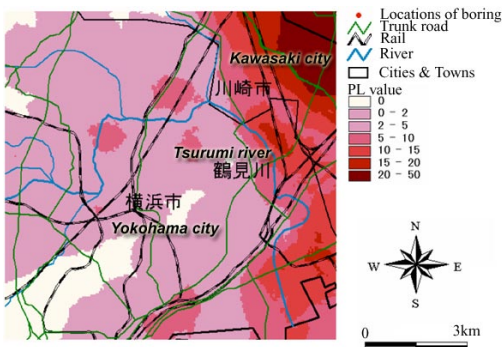 Kawasaki city
川崎市
Tsurumi river
鶴見川
横浜市
Yokohama city
Locations of boring
Trunk road
Rail
River
Cities & Towns
PL value
0
0 - 2
2 - 5
5 - 10
10 - 15
15 - 20
20 - 50
N
W E
S
0 3km